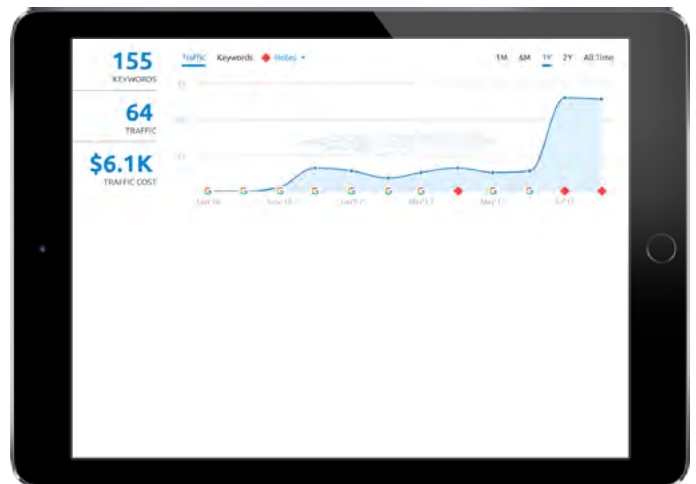 155
KEYWORDS
64
TRAFFIC
$6.1K
TRAFFIC COST
Traffic Keywords Notes
1M 6M 1Y 2Y All Time
G G G G G G G G G